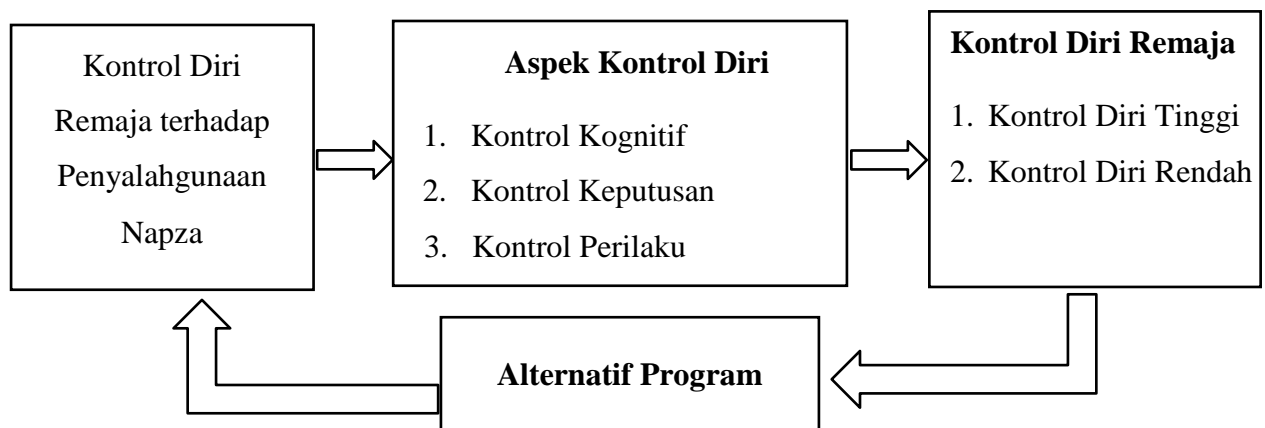 Kontrol Diri
Remaja terhadap
Penyalahgunaan
Napza
Aspek Kontrol Diri
1. Kontrol Kognitif
2. Kontrol Keputusan
3. Kontrol Perilaku
Kontrol Diri Remaja
1. Kontrol Diri Tinggi
2. Kontrol Diri Rendah
Alternatif Program